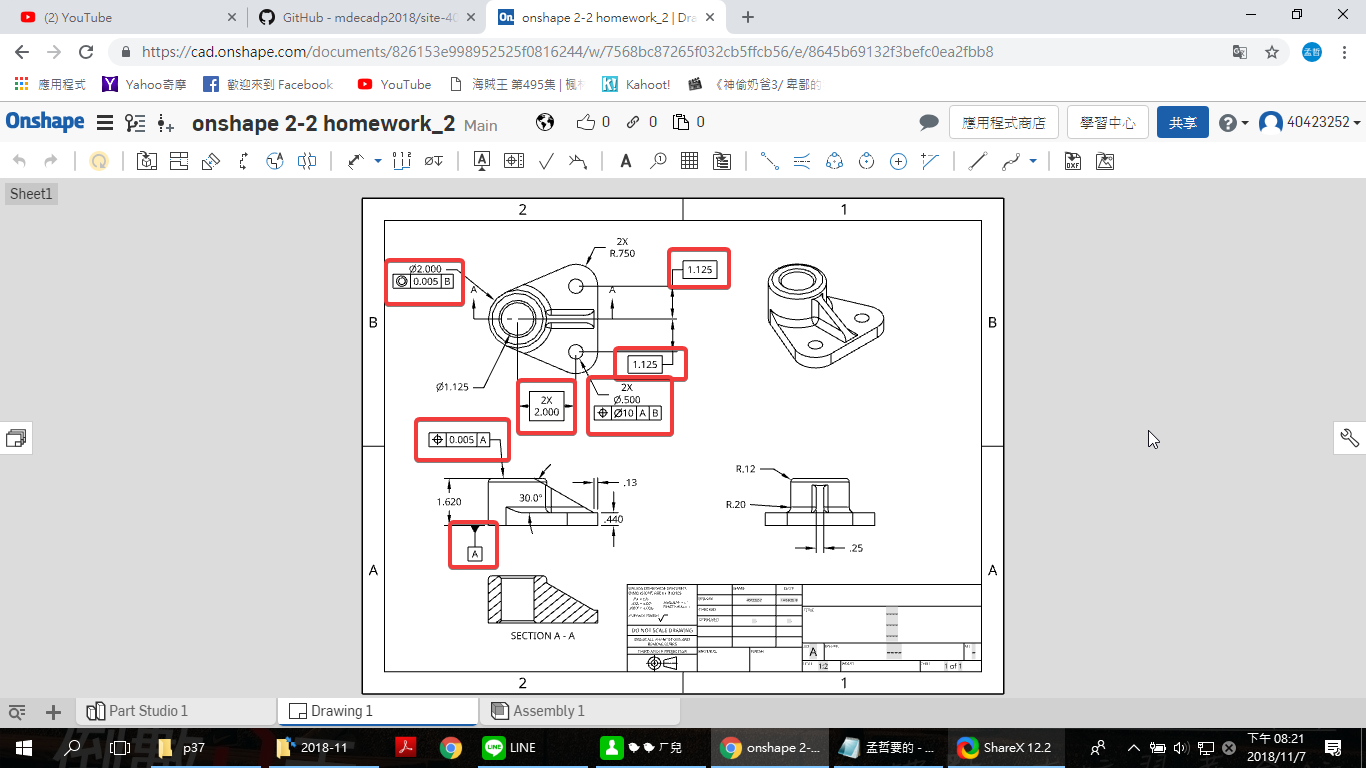 (2) YouTube
GitHub - mdecadp2018/site-40
onshape 2-2 homework_2 | Dra
https://cad.onshape.com/documents/826153e998952525f0816244/w/7568bc87265f032cb5ffcb56/e/8645b69132f3befc0ea2fbb8
孟哲
應用程式
Yahoo奇摩
歡迎來到 Facebook
YouTube
海賊王 第495集 | 楓林
Kahoot!
《神偷奶爸3/ 卑鄙的
Onshape
onshape 2-2 homework_2 Main
0
0
0
應用程式商店
學習中心
共享
40423252
Sheet1
2
1
2X
R.750
Ø2.000
0.005 B
1.125
A
A
B
B
1.125
Ø1.125
2X
2.000
2X
Ø.500
Ø10 A B
0.005 A
1.620
30.0°
.13
.440
A
R.12
R.20
.25
A
A
SECTION A - A
DO NOT SCALE DRAWING
A
1:2
1 of 1
2
1
Part Studio 1
Drawing 1
Assembly 1
p37
2018-11
LINE
ㄏ兒
onshape 2-...
孟哲要的 - ...
ShareX 12.2
下午 08:21
2018/11/7